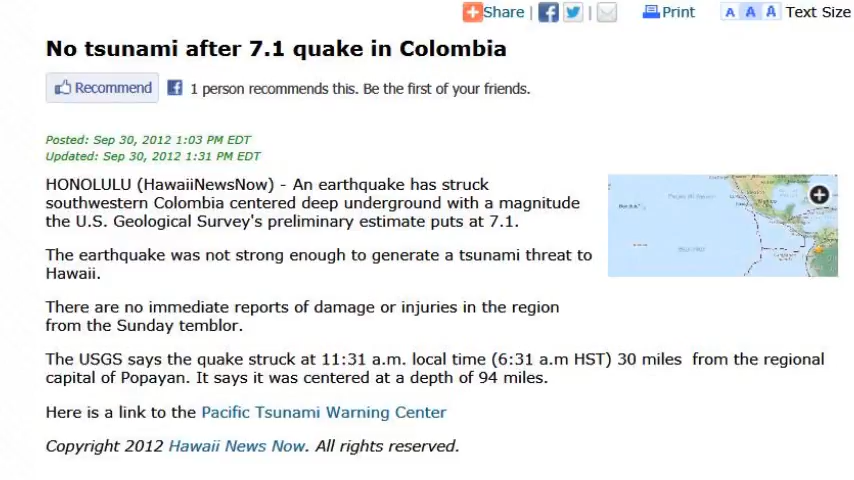 Share | | Print A A A Text Size
No tsunami after 7.1 quake in Colombia
Recommend 1 person recommends this. Be the first of your friends.
Posted: Sep 30, 2012 1:03 PM EDT
Updated: Sep 30, 2012 1:31 PM EDT
HONOLULU (HawaiiNewsNow) - An earthquake has struck
southwestern Colombia centered deep underground with a magnitude
the U.S. Geological Survey's preliminary estimate puts at 7.1.
The earthquake was not strong enough to generate a tsunami threat to
Hawaii.
There are no immediate reports of damage or injuries in the region
from the Sunday temblor.
The USGS says the quake struck at 11:31 a.m. local time (6:31 a.m HST) 30 miles from the regional
capital of Popayan. It says it was centered at a depth of 94 miles.
Here is a link to the Pacific Tsunami Warning Center
Copyright 2012 Hawaii News Now. All rights reserved.